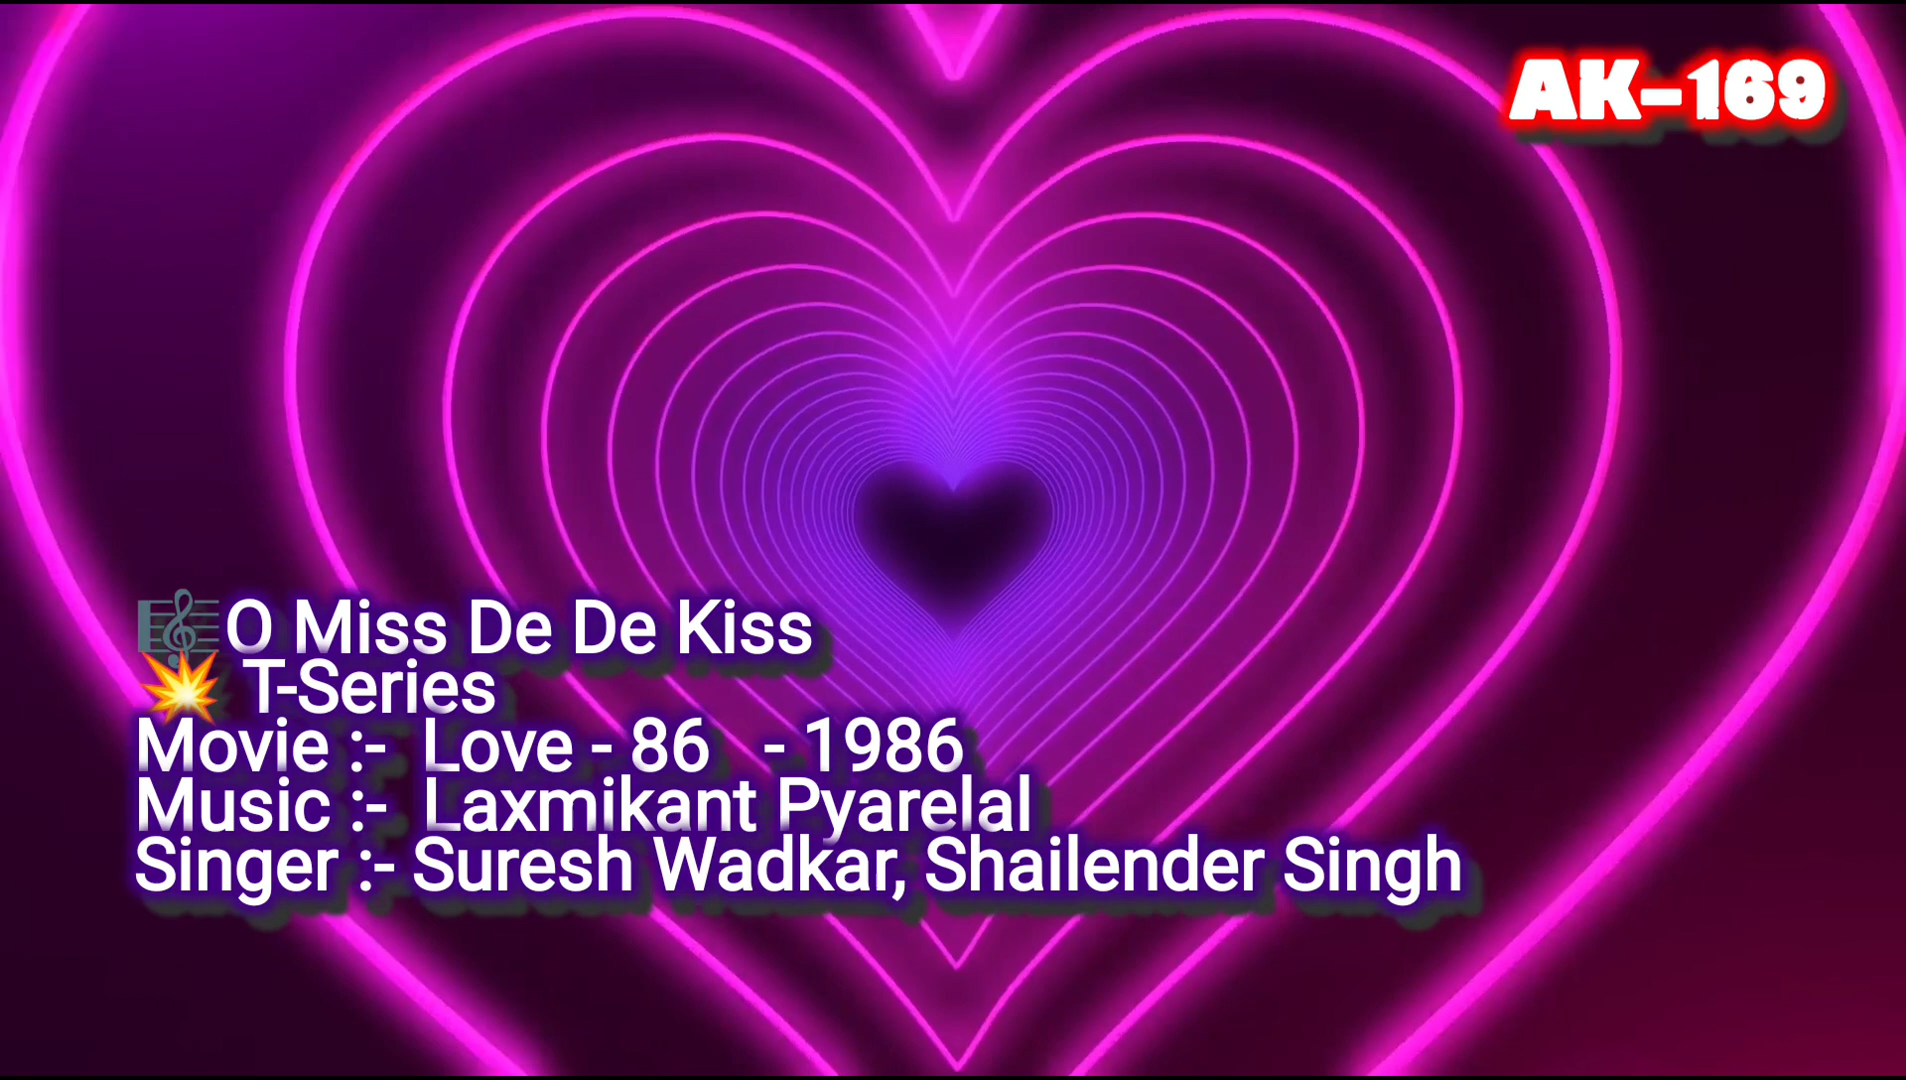 AK-169
🎼O Miss De De Kiss
💥 T-Series
Movie :- Love - 86 - 1986
Music :- Laxmikant Pyarelal
Singer :- Suresh Wadkar, Shailender Singh